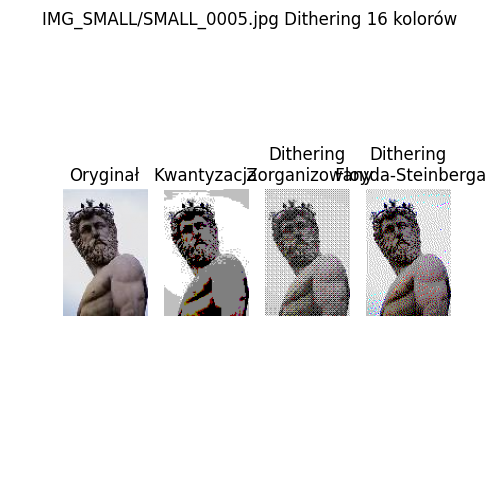 IMG_SMALL/SMALL_0005.jpg Dithering 16 kolorów
Oryginał
Kwantyzacja
Dithering
Zorganizowany
Dithering
Floyda-Steinberga